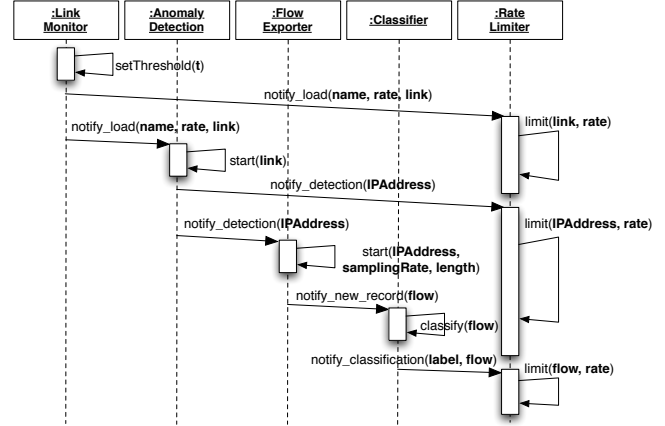 :Link
Monitor
:Anomaly
Detection
:Flow
Exporter
:Classifier
:Rate
Limiter
setThreshold(t)
notify_load(name, rate, link)
limit(link, rate)
notify_load(name, rate, link)
start(link)
notify_detection(IPAddress)
notify_detection(IPAddress)
limit(IPAddress, rate)
start(IPAddress,
samplingRate, length)
notify_new_record(flow)
classify(flow)
notify_classification(label, flow)
limit(flow, rate)